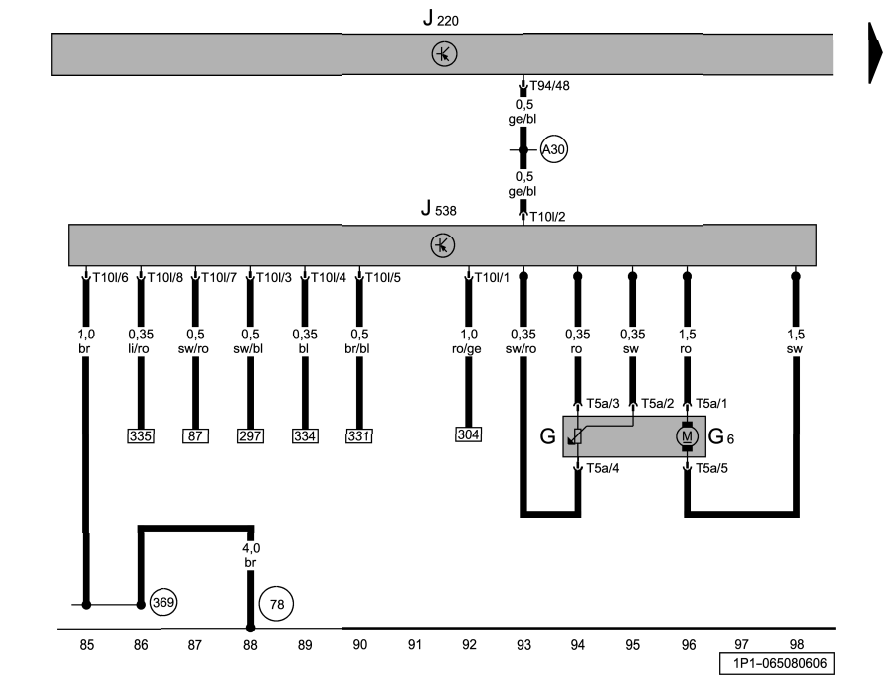 J 220
T94/48
0,5
ge/bl
A30
0,5
ge/bl
J 538
T10l/2
T10l/6 T10l/8 T10l/7 T10l/3 T10l/4 T10l/5 T10l/1
1,0 0,35 0,5 0,5 0,35 0,5 1,0 0,35 0,35 0,35 1,5 1,5
br li/ro sw/ro sw/bl bl br/bl ro/ge sw/ro ro sw ro sw
T5a/3 T5a/2 T5a/1
335 87 297 334 331 304 G M G 6
T5a/4 T5a/5
4,0
br
369 78
85 86 87 88 89 90 91 92 93 94 95 96 97 98
1P1-065080606